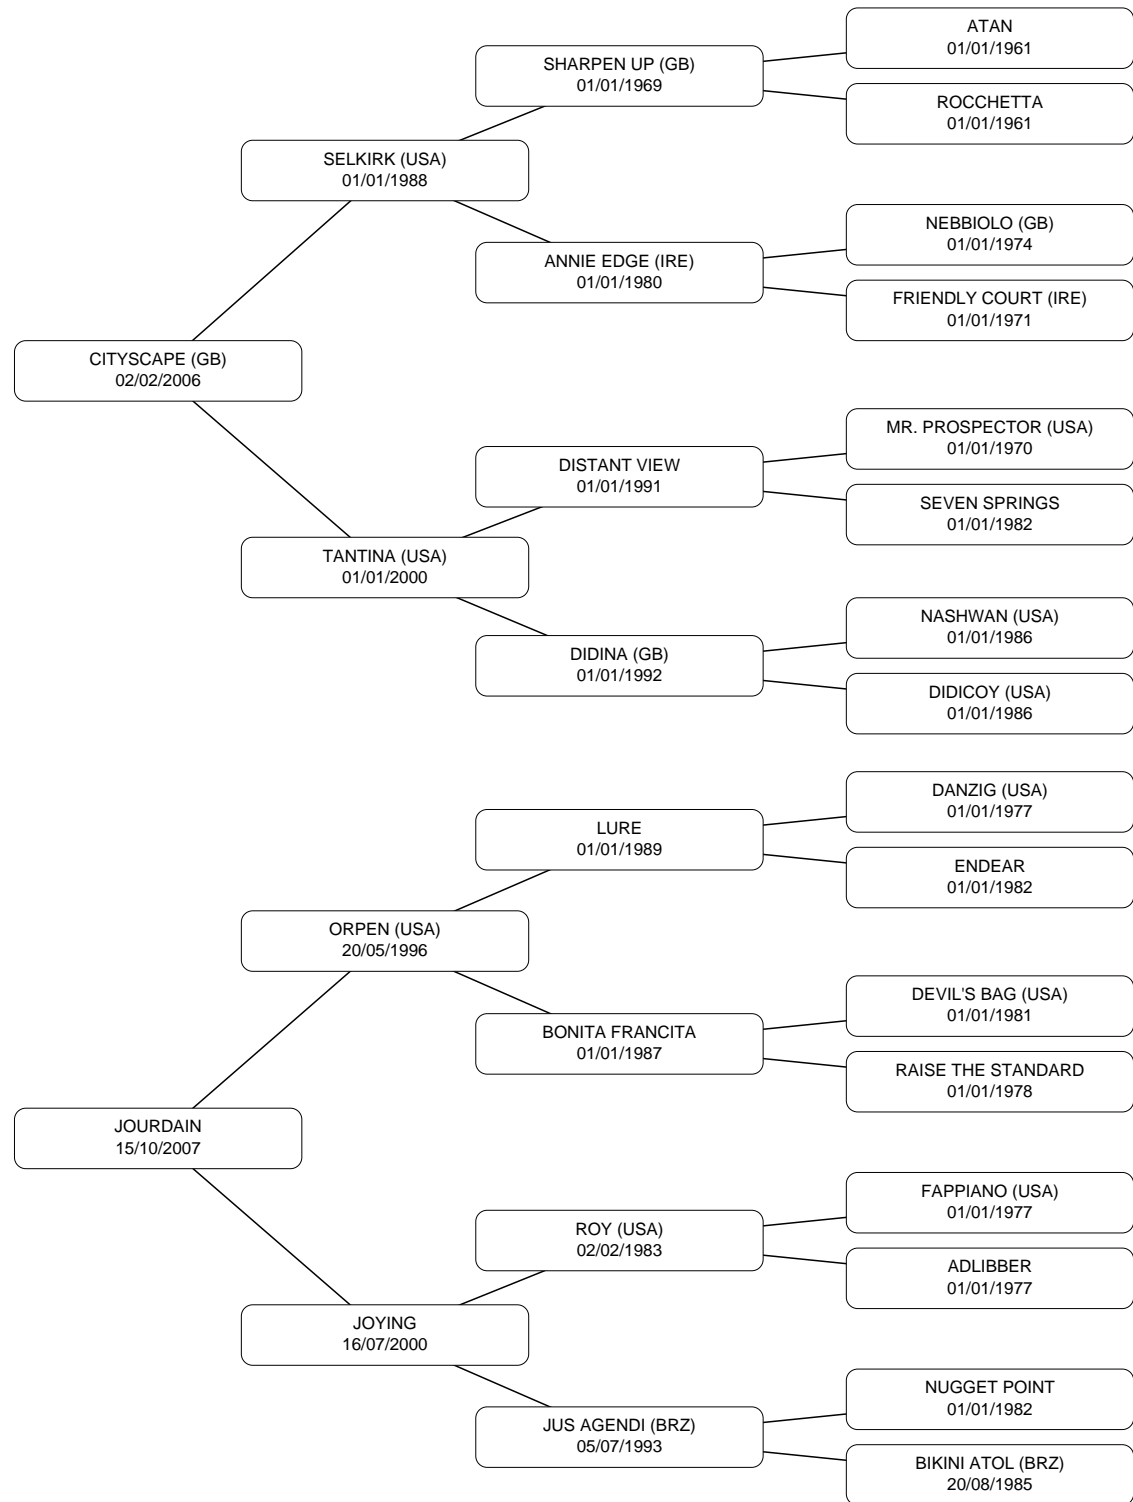 ATAN
01/01/1961
SHARPEN UP (GB)
01/01/1969
ROCCHETTA
01/01/1961
SELKIRK (USA)
01/01/1988
NEBBIOLO (GB)
01/01/1974
ANNIE EDGE (IRE)
01/01/1980
FRIENDLY COURT (IRE)
01/01/1971
CITYSCAPE (GB)
02/02/2006
MR. PROSPECTOR (USA)
01/01/1970
DISTANT VIEW
01/01/1991
SEVEN SPRINGS
01/01/1982
TANTINA (USA)
01/01/2000
NASHWAN (USA)
01/01/1986
DIDINA (GB)
01/01/1992
DIDICOY (USA)
01/01/1986
DANZIG (USA)
01/01/1977
LURE
01/01/1989
ENDEAR
01/01/1982
ORPEN (USA)
20/05/1996
DEVIL'S BAG (USA)
01/01/1981
BONITA FRANCITA
01/01/1987
RAISE THE STANDARD
01/01/1978
JOURDAIN
15/10/2007
FAPPIANO (USA)
01/01/1977
ROY (USA)
02/02/1983
ADLIBBER
01/01/1977
JOYING
16/07/2000
NUGGET POINT
01/01/1982
JUS AGENDI (BRZ)
05/07/1993
BIKINI ATOL (BRZ)
20/08/1985